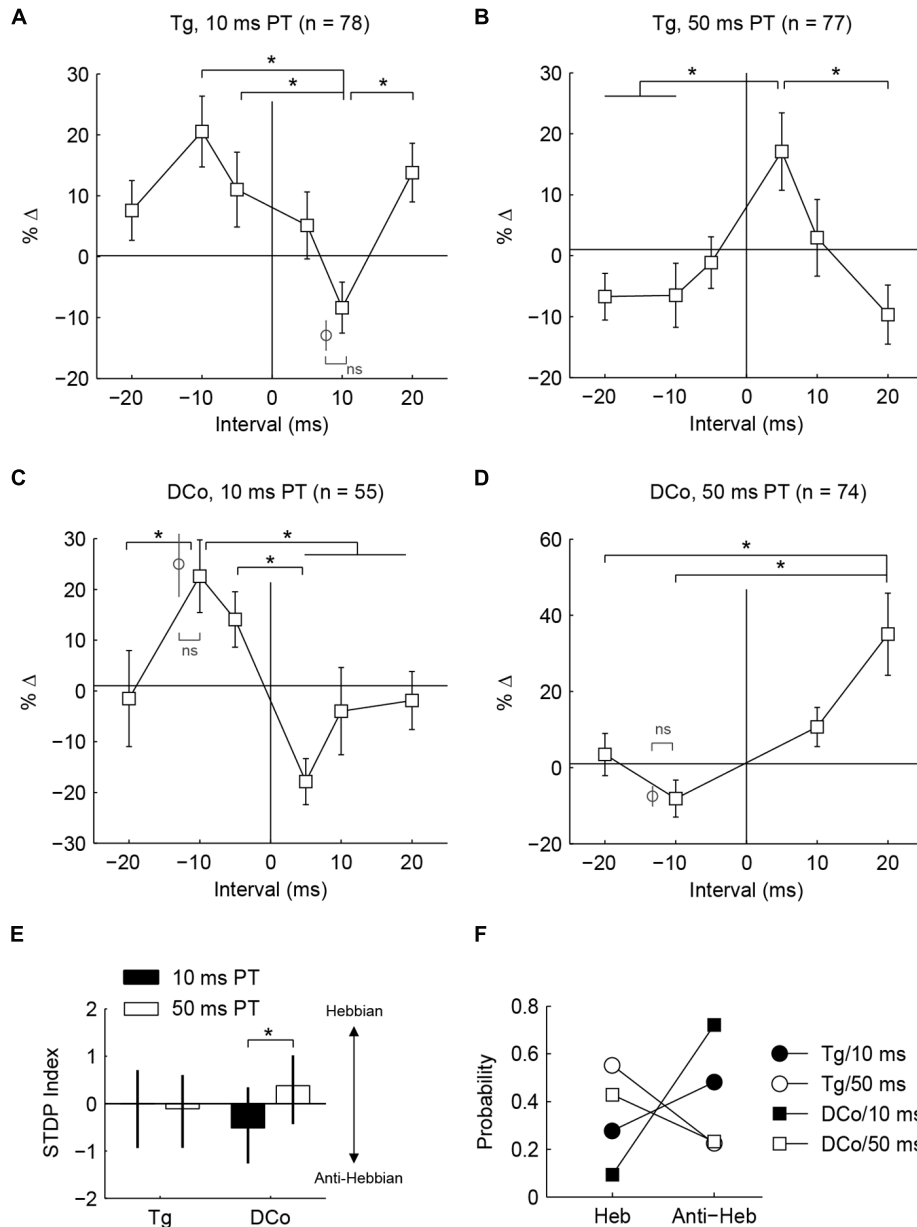 A
Tg, 10 ms PT (n = 78)
*
*
*
30
20
10
0
−10
−20
% Δ
ns
−20
−10
0
10
20
Interval (ms)
B
Tg, 50 ms PT (n = 77)
*
*
30
20
10
0
−10
−20
% Δ
−20
−10
0
10
20
Interval (ms)
C
DCo, 10 ms PT (n = 55)
*
*
*
30
20
10
0
−10
−20
−30
% Δ
ns
−20
−10
0
10
20
Interval (ms)
D
DCo, 50 ms PT (n = 74)
*
*
60
40
20
0
−20
% Δ
ns
−20
−10
0
10
20
Interval (ms)
E
10 ms PT
50 ms PT
2
1
0
−1
−2
STDP Index
*
Hebbian
Anti-Hebbian
Tg
DCo
F
0.8
0.6
0.4
0.2
0
Probability
Heb
Anti-Heb
Tg/10 ms
Tg/50 ms
DCo/10 ms
DCo/50 ms